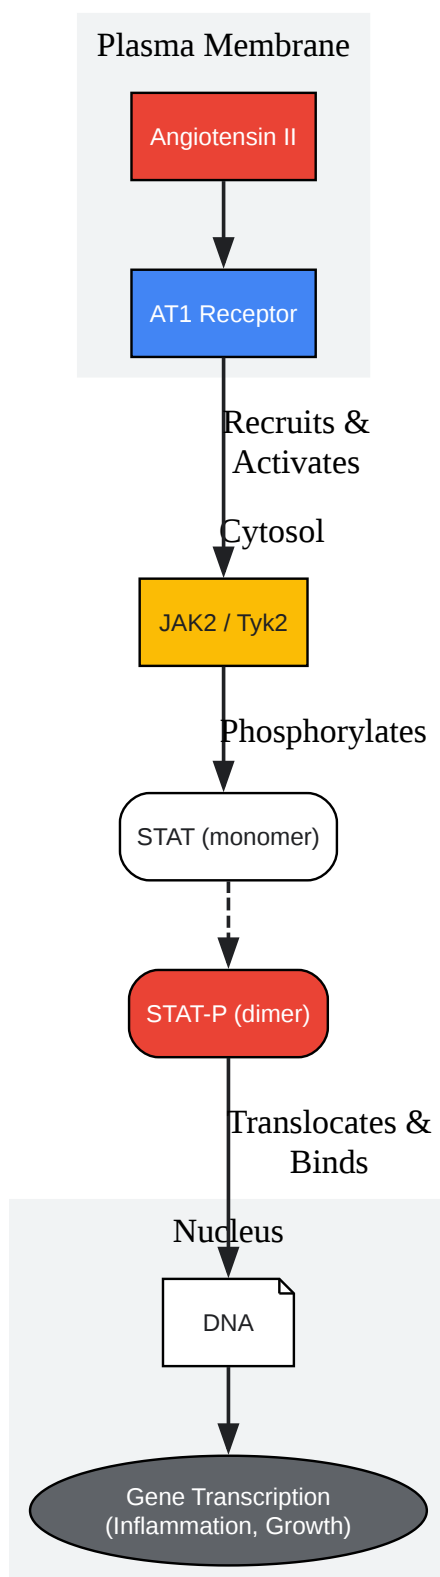 Plasma Membrane
Angiotensin II
AT1 Receptor
Recruits &
Activates
Cytosol
JAK2 / Tyk2
Phosphorylates
STAT (monomer)
STAT-P (dimer)
Translocates &
Binds
Nucleus
DNA
Gene Transcription
(Inflammation, Growth)